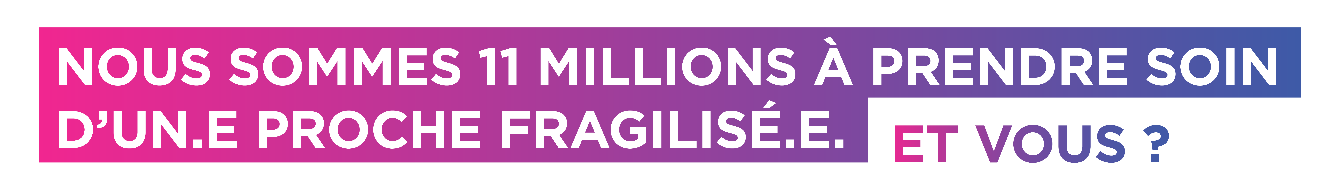 NOUS SOMMES 11 MILLIONS À PRENDRE SOIN
D'UN.E PROCHE FRAGILISÉ.E. ET VOUS ?